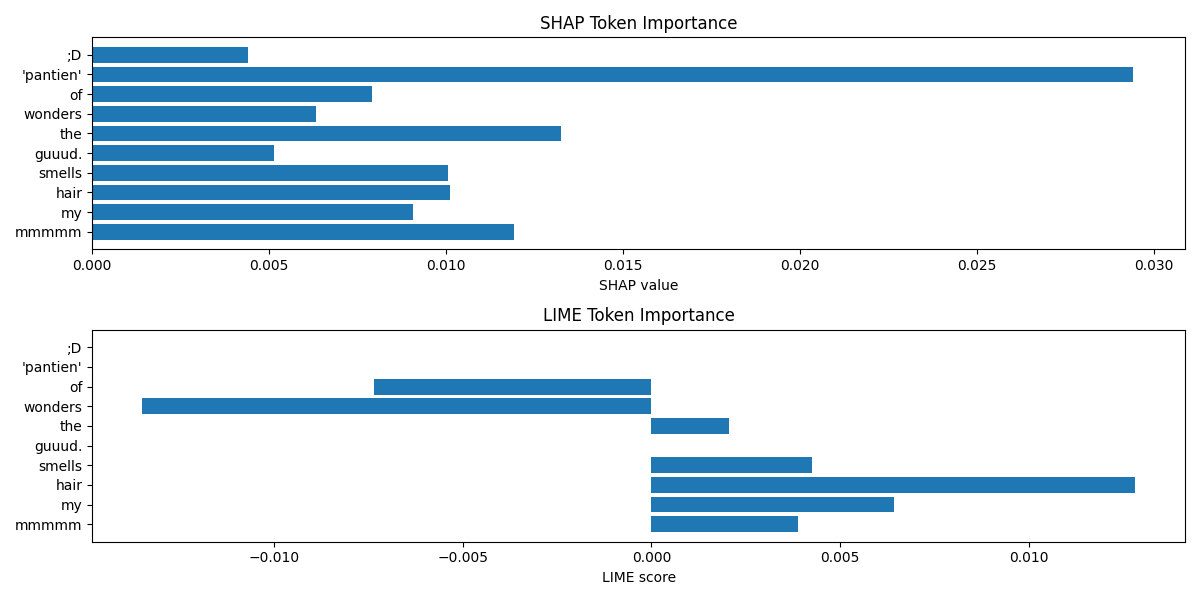 SHAP Token Importance
;D
'pantien'
of
wonders
the
guuud.
smells
hair
my
mmmmm
0.000 0.005 0.010 0.015 0.020 0.025 0.030
SHAP value
LIME Token Importance
;D
'pantien'
of
wonders
the
guuud.
smells
hair
my
mmmmm
−0.010 −0.005 0.000 0.005 0.010
LIME score